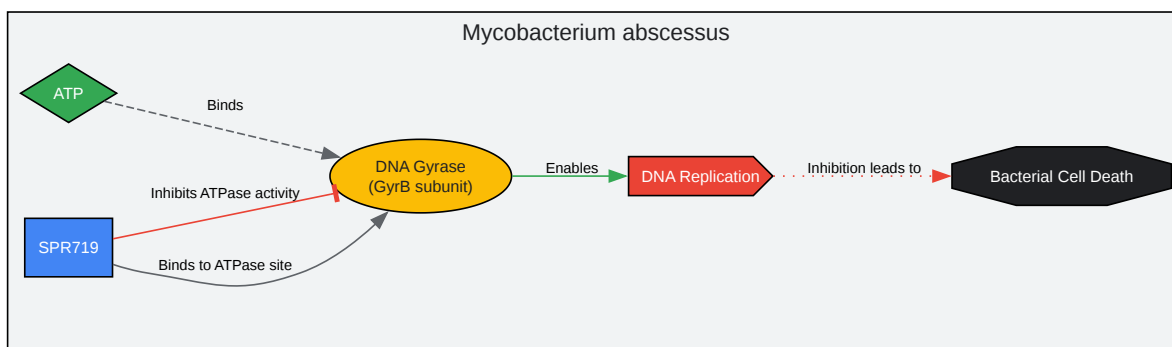 Mycobacterium abscessus
ATP
Binds
DNA Gyrase
(GyrB subunit)
Enables
DNA Replication
Inhibition leads to
Bacterial Cell Death
Inhibits ATPase activity
SPR719
Binds to ATPase site